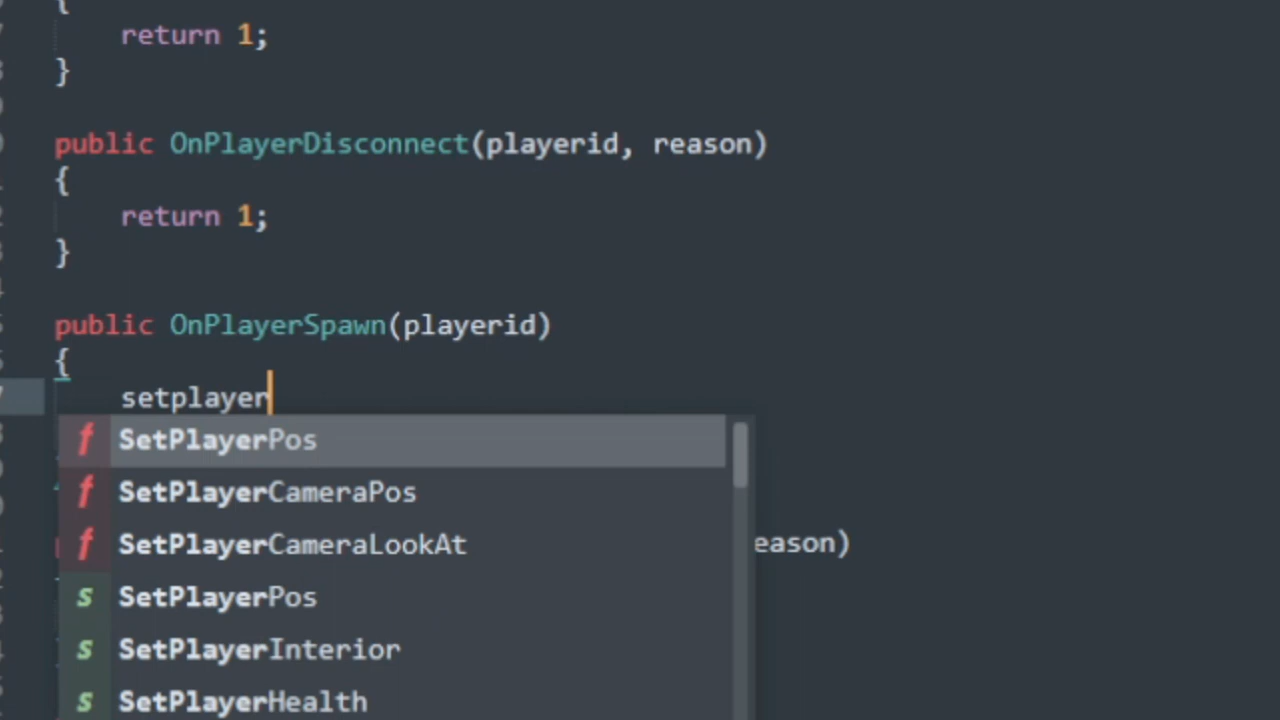 {
return 1;
}
public OnPlayerDisconnect(playerid, reason)
{
return 1;
}
public OnPlayerSpawn(playerid)
{
setplayer
f SetPlayerPos
f SetPlayerCameraPos
f SetPlayerCameraLookAt
eason)
s SetPlayerPos
s SetPlayerInterior
s SetPlayerHealth